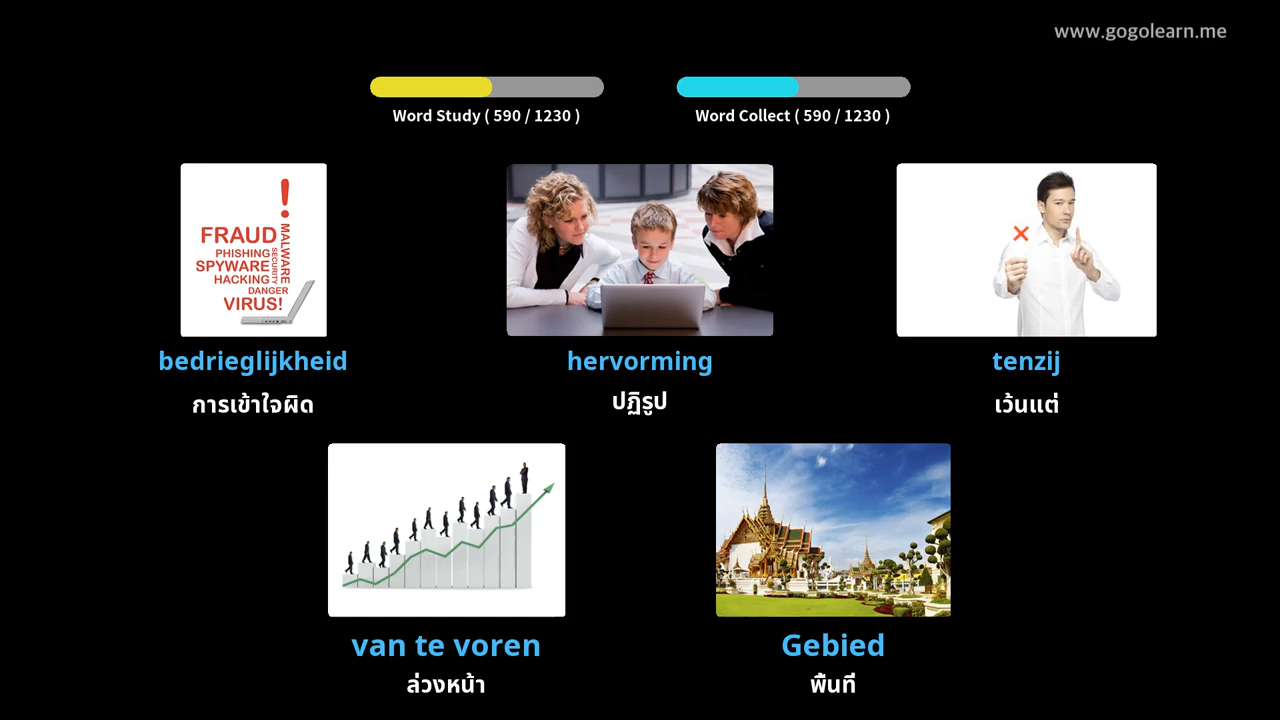 www.gogolearn.me
Word Study ( 590 / 1230 )
Word Collect ( 590 / 1230 )
!
FRAUD
MALWARE
PHISHING
SECURITY
SPYWARE
HACKING
DANGER
VIRUS!
bedrieglijkheid
hervorming
tenzij
การเข้าใจผิด
ปฏิรูป
เว้นแต่
van te voren
Gebied
ล่วงหน้า
พื้นที่